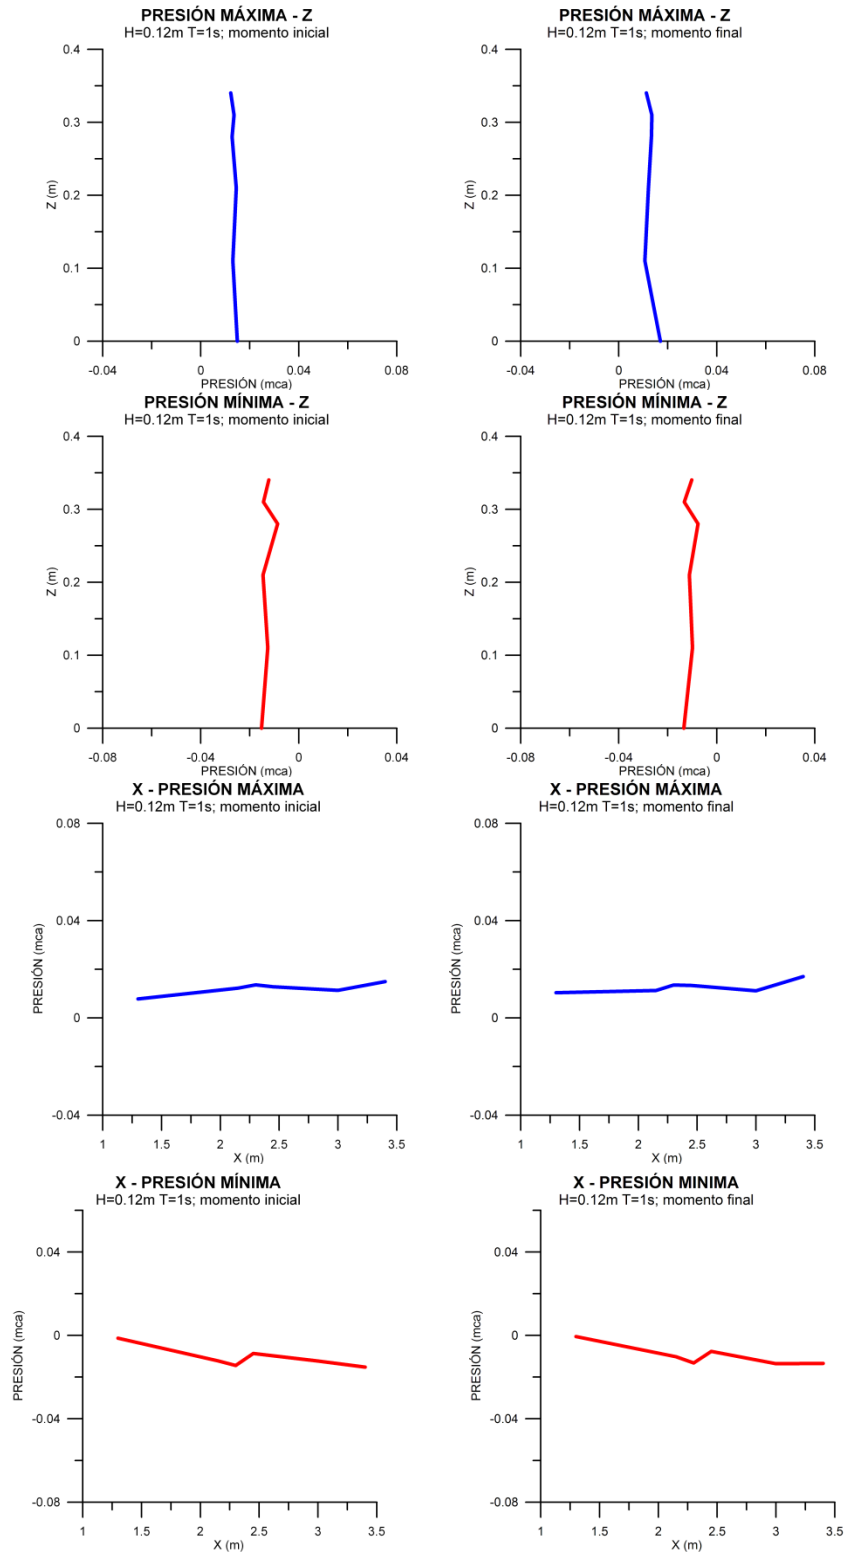 PRESIÓN MÁXIMA - Z
H=0.12m T=1s; momento inicial
0.4
0.3
0.2
0.1
0
Z (m)
-0.04 0 0.04 0.08
PRESIÓN (mca)
PRESIÓN MÁXIMA - Z
H=0.12m T=1s; momento final
0.4
0.3
0.2
0.1
0
Z (m)
-0.04 0 0.04 0.08
PRESIÓN (mca)
PRESIÓN MÍNIMA - Z
H=0.12m T=1s; momento inicial
0.4
0.3
0.2
0.1
0
Z (m)
-0.08 -0.04 0 0.04
PRESIÓN (mca)
PRESIÓN MÍNIMA - Z
H=0.12m T=1s; momento final
0.4
0.3
0.2
0.1
0
Z (m)
-0.08 -0.04 0 0.04
PRESIÓN (mca)
X - PRESIÓN MÁXIMA
H=0.12m T=1s; momento inicial
0.08
0.04
0
-0.04
PRESIÓN (mca)
1 1.5 2 2.5 3 3.5
X (m)
X - PRESIÓN MÁXIMA
H=0.12m T=1s; momento final
0.08
0.04
0
-0.04
PRESIÓN (mca)
1 1.5 2 2.5 3 3.5
X (m)
X - PRESIÓN MÍNIMA
H=0.12m T=1s; momento inicial
0.04
0
-0.04
-0.08
PRESIÓN (mca)
1 1.5 2 2.5 3 3.5
X (m)
X - PRESIÓN MINIMA
H=0.12m T=1s; momento final
0.04
0
-0.04
-0.08
PRESIÓN (mca)
1 1.5 2 2.5 3 3.5
X (m)